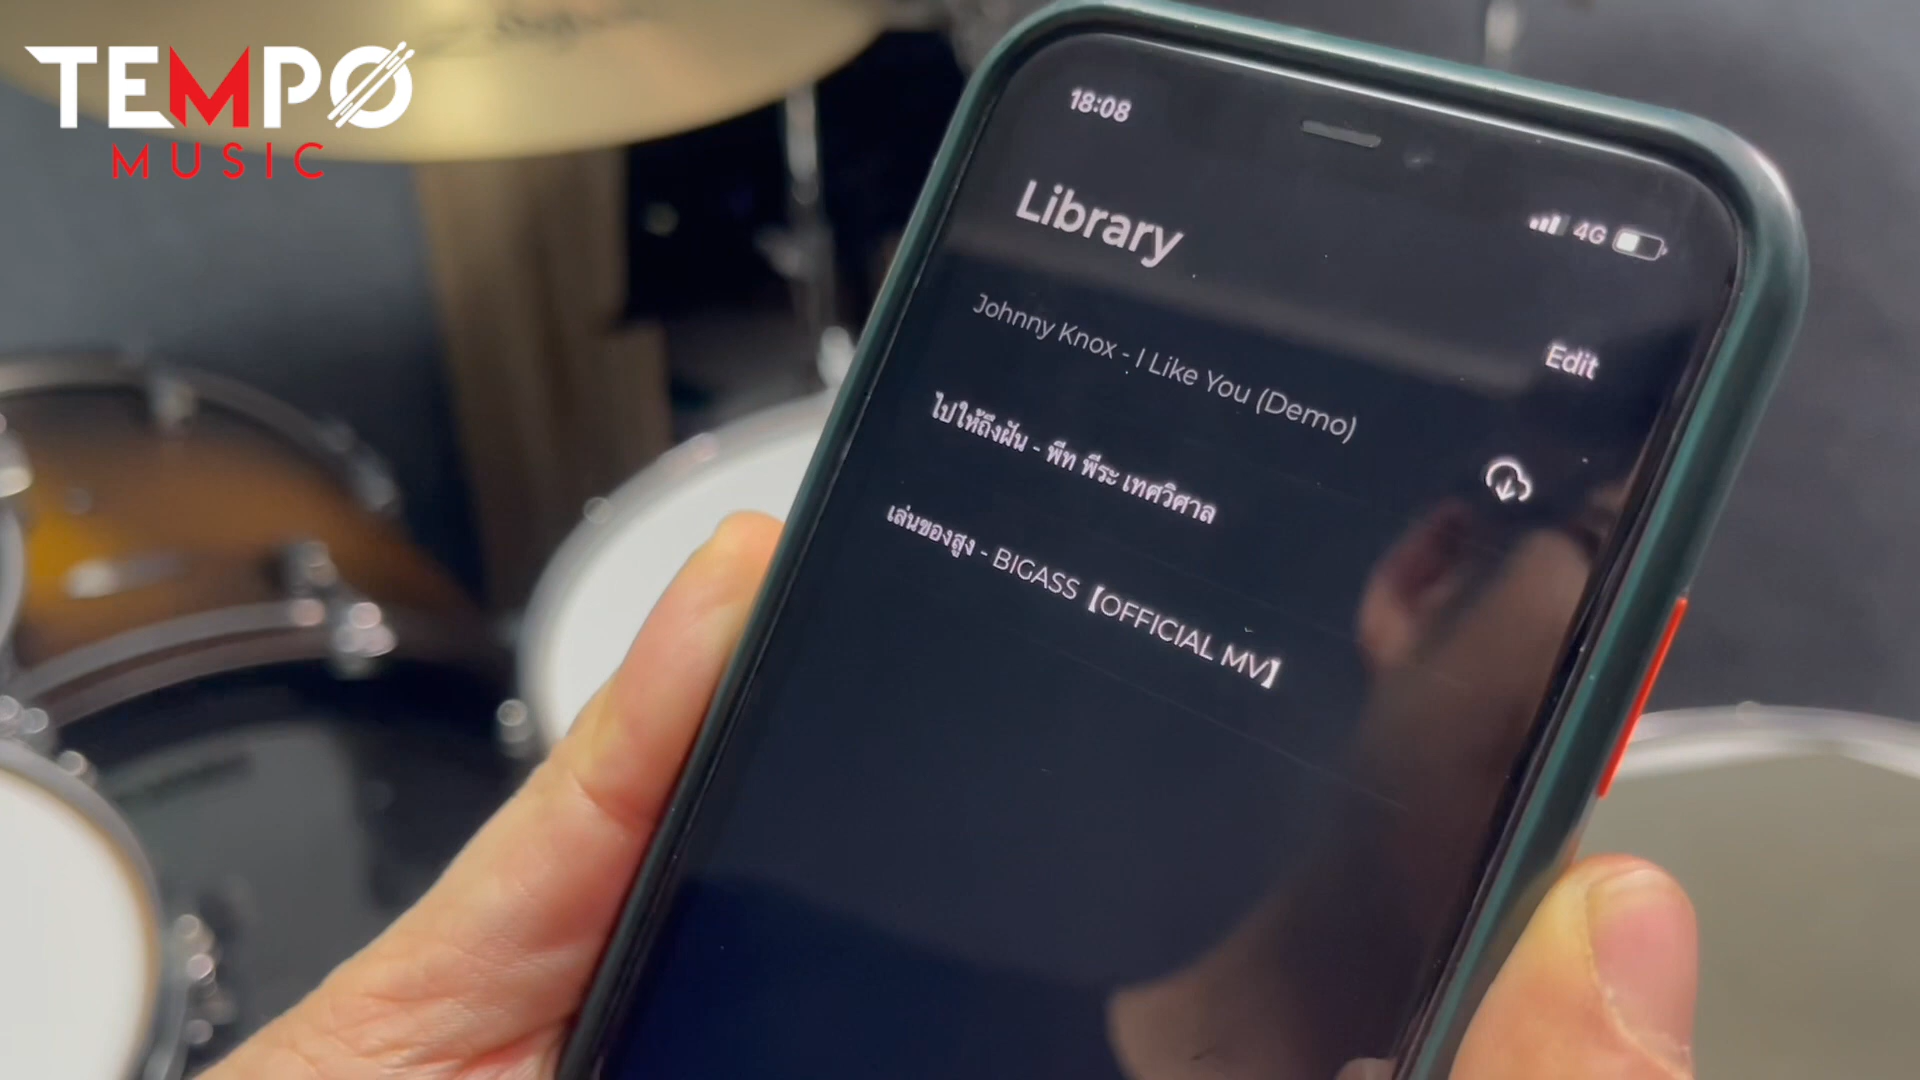 TEMPO
MUSIC
18:08
4G
Library
Edit
Johnny Knox - I Like You (Demo)
ไปให้ถึงฝัน - พีท พีระ เทศวิศาล
เล่นของสูง - BIGASS【OFFICIAL MV】